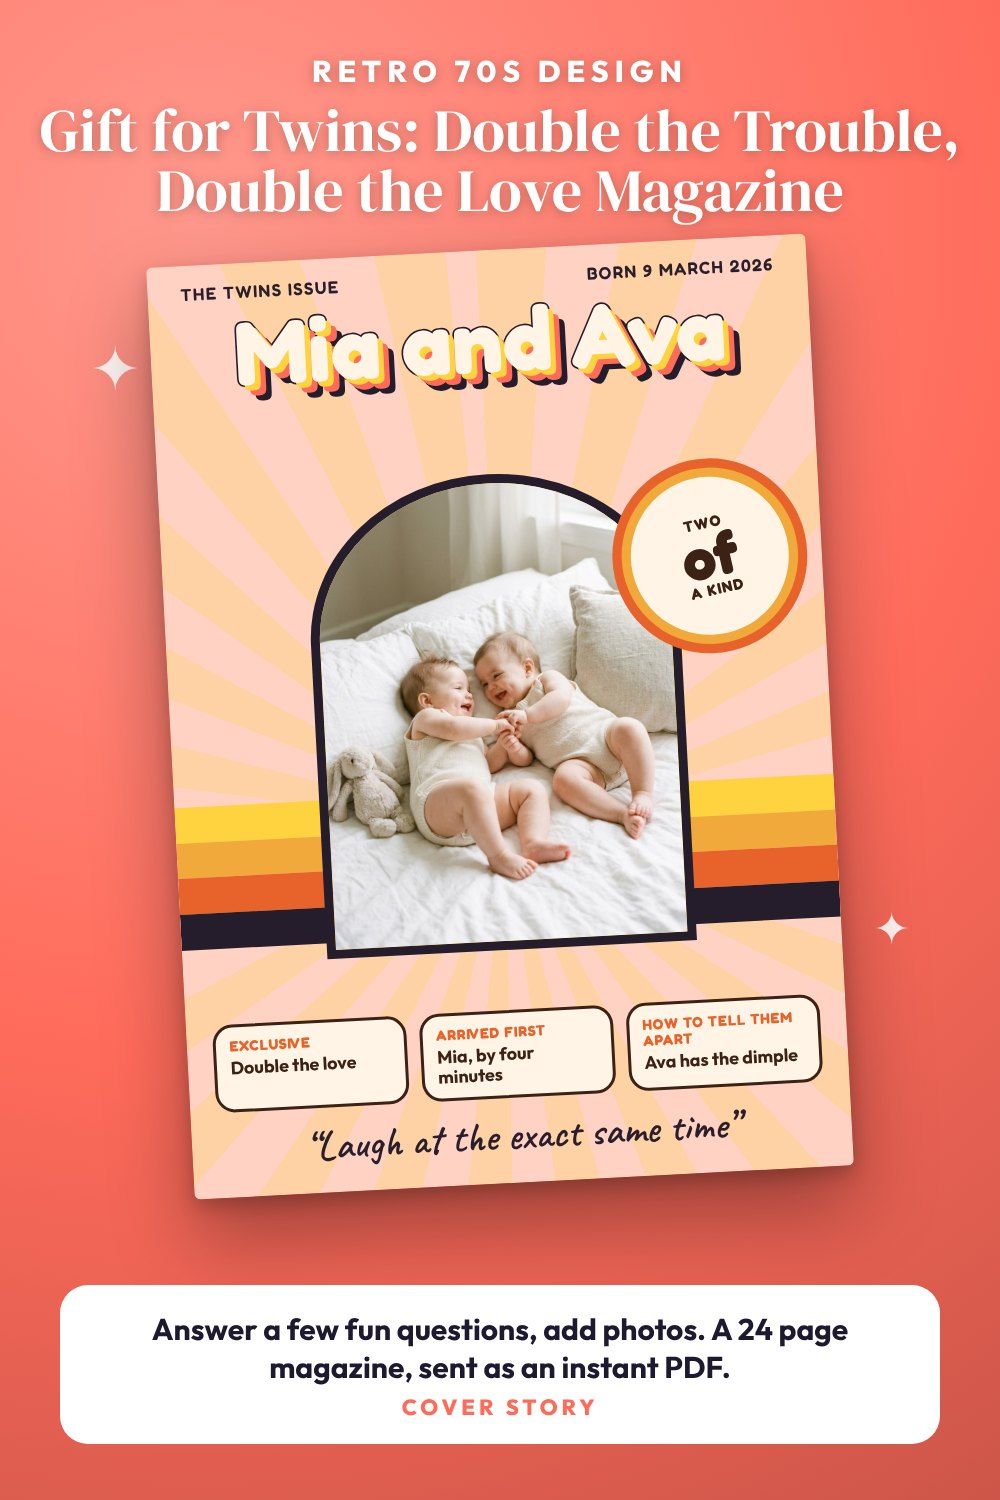 RETRO 70S DESIGN
Gift for Twins: Double the Trouble,
Double the Love Magazine
THE TWINS ISSUE
BORN 9 MARCH 2026
Mia and Ava
TWO
of
A KIND
EXCLUSIVE
Double the love
ARRIVED FIRST
Mia, by four
minutes
HOW TO TELL THEM
APART
Ava has the dimple
“Laugh at the exact same time”
Answer a few fun questions, add photos. A 24 page
magazine, sent as an instant PDF.
COVER STORY